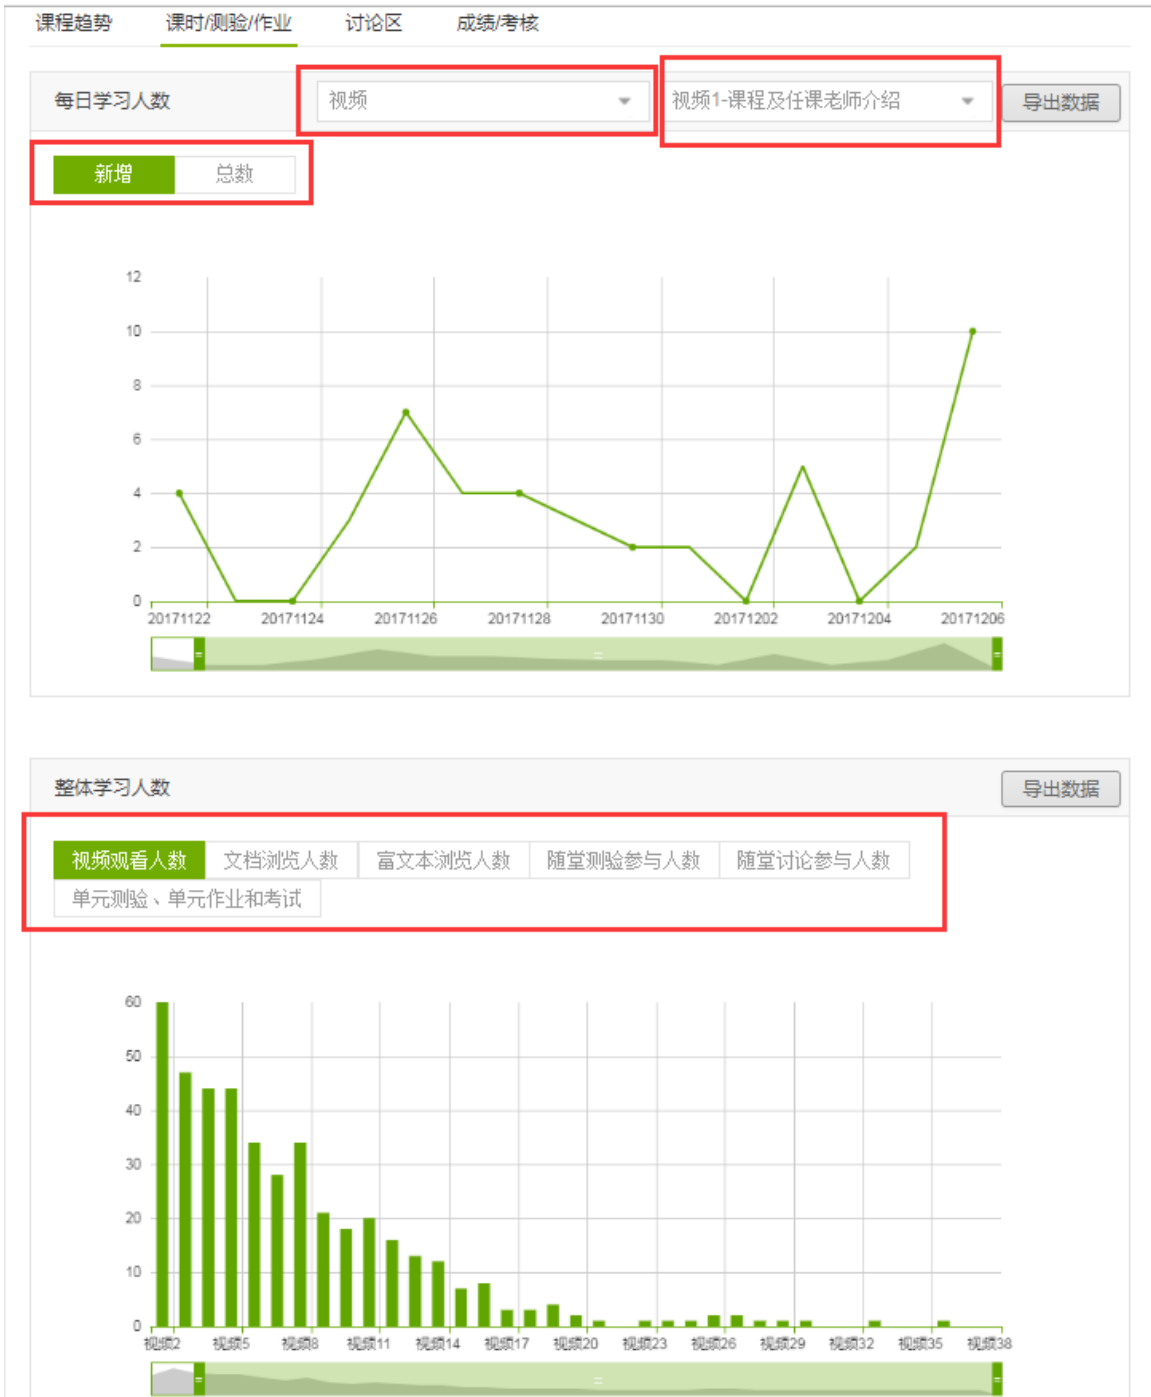 课程趋势 课时/测验/作业 讨论区 成绩/考核
每日学习人数 视频 视频1-课程及任课老师介绍 导出数据
新增 总数
12
10
8
6
4
2
0
20171122 20171124 20171126 20171128 20171130 20171202 20171204 20171206
整体学习人数 导出数据
视频观看人数 文档浏览人数 富文本浏览人数 随堂测验参与人数 随堂讨论参与人数
单元测验、单元作业和考试
60
50
40
30
20
10
0
视频2 视频5 视频8 视频11 视频14 视频17 视频20 视频23 视频26 视频29 视频32 视频35 视频38